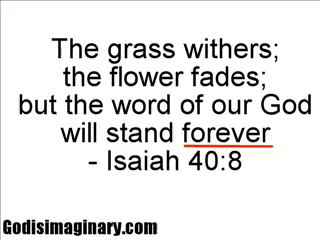 The grass withers;
the flower fades;
but the word of our God
will stand forever
- Isaiah 40:8
Godisimaginary.com